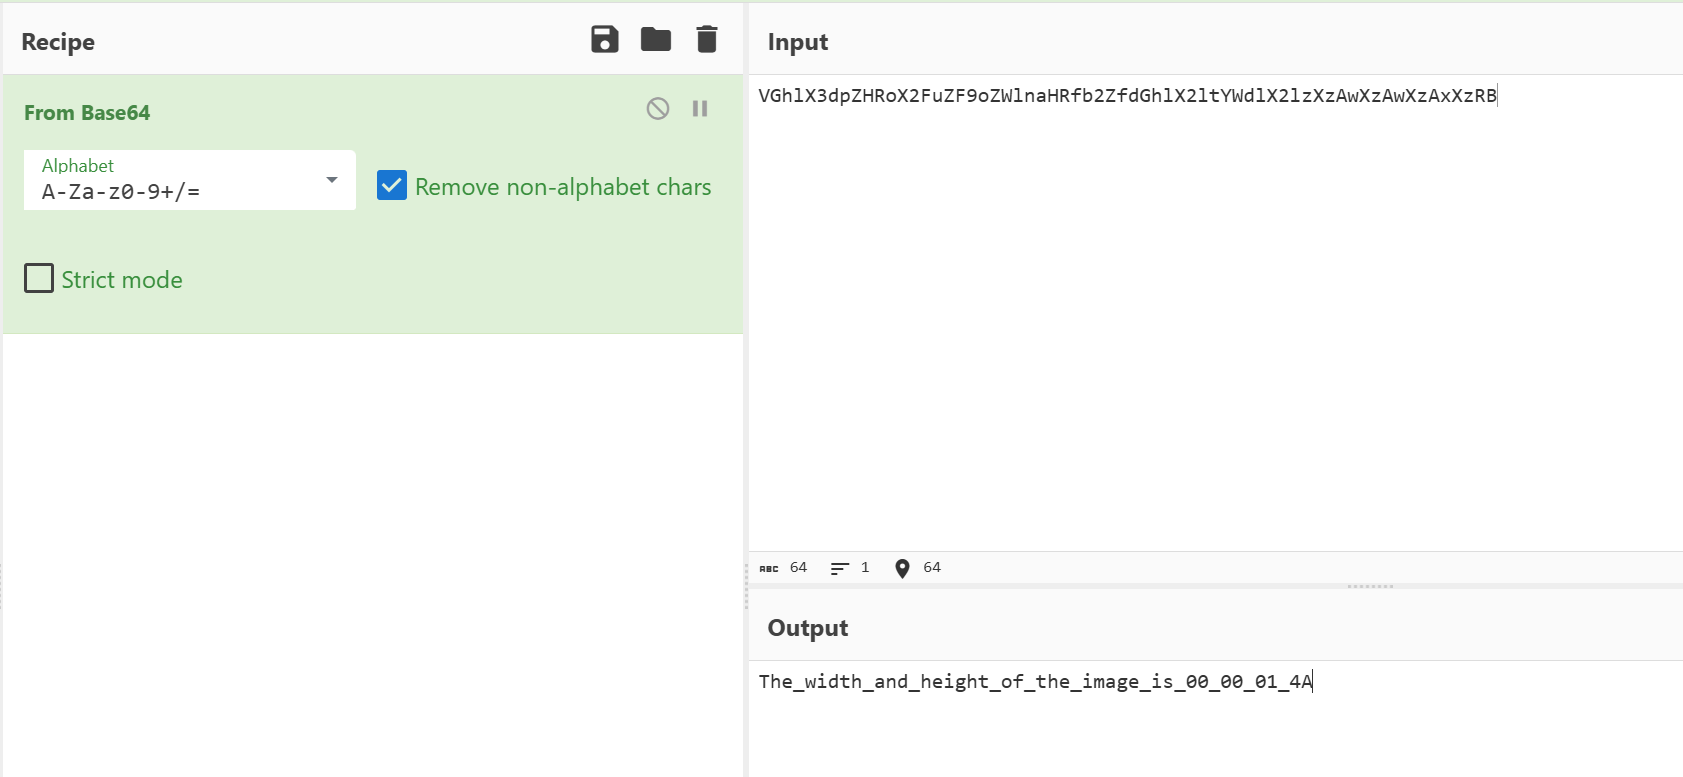 Recipe
From Base64
Alphabet
A-Za-z0-9+/=
Remove non-alphabet chars
Strict mode
Input
VGhlX3dpZHRoX2FuZF9oZWlnaHRfb2ZfdGhlX2ltYWdlX2lzXzAwXzAwXzAxXzRB
ABC 64 1 64
Output
The_width_and_height_of_the_image_is_00_00_01_4A